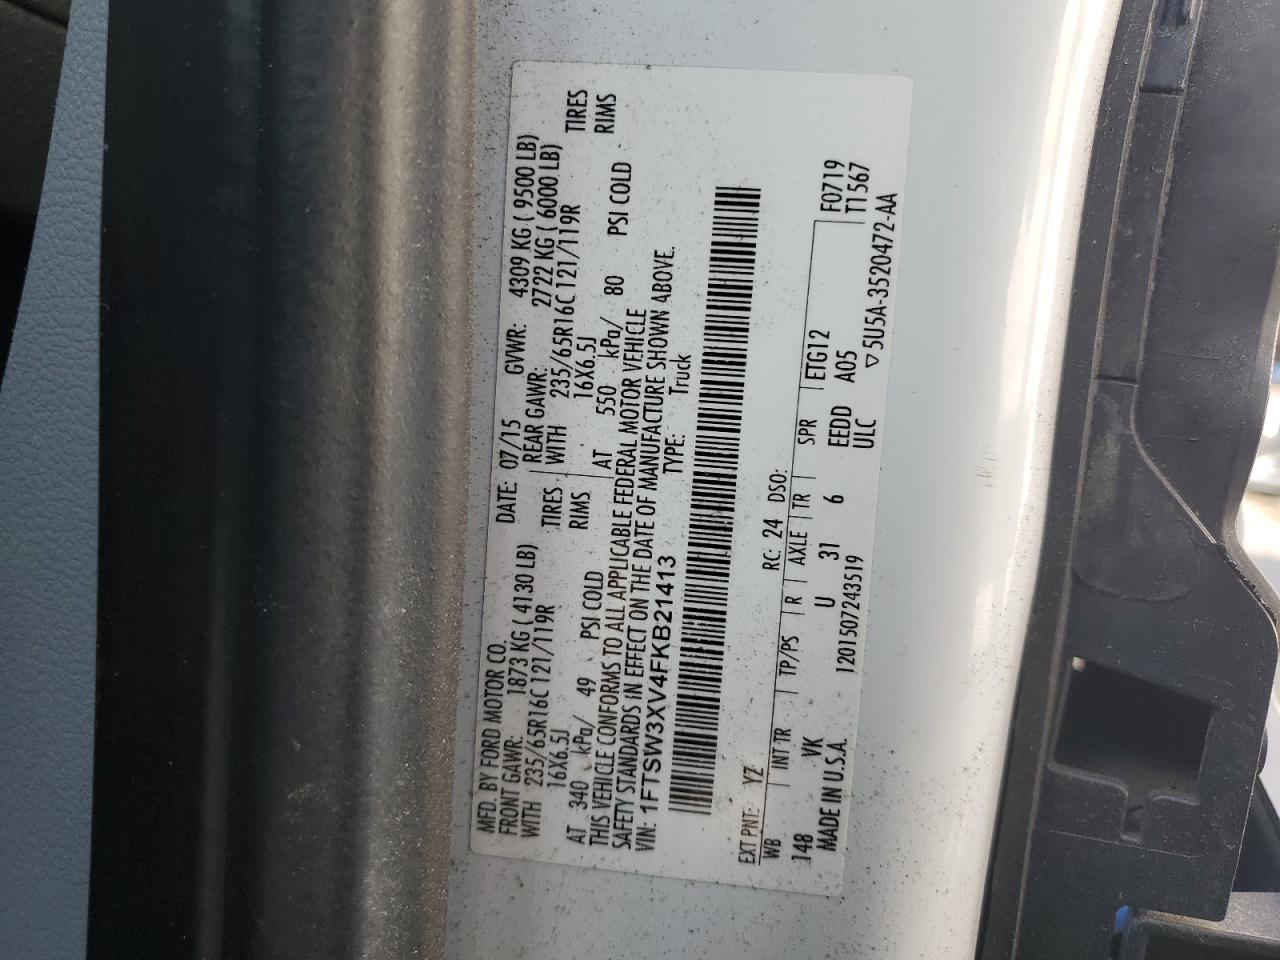 MFD. BY FORD MOTOR CO.
DATE: 07/15 GVWR: 4309 KG ( 9500 LB)
FRONT GAWR: 1873 KG ( 4130 LB) REAR GAWR: 2722 KG (6000 LB)
WITH 235/65R16C 121/119R TIRES WITH 235/65R16C 121/119R TIRES
16X6.5J RIMS 16X6.5J RIMS
AT 340 kPa/ 49 PSI COLD AT 550 kPa/ 80 PSI COLD
THIS VEHICLE CONFORMS TO ALL APPLICABLE FEDERAL MOTOR VEHICLE
SAFETY STANDARDS IN EFFECT ON THE DATE OF MANUFACTURE SHOWN ABOVE.
VIN: 1FTSW3XV4FKB21413 TYPE: Truck
EXT PNT: YZ RC: 24 DSO:
WB INT TR TP/PS R AXLE TR SPR ETG12 F0719
148 VK U 31 6 EEDD A05 T1567
MADE IN U.S.A. 1201507243519 ULC ▽5U5A-3520472-AA